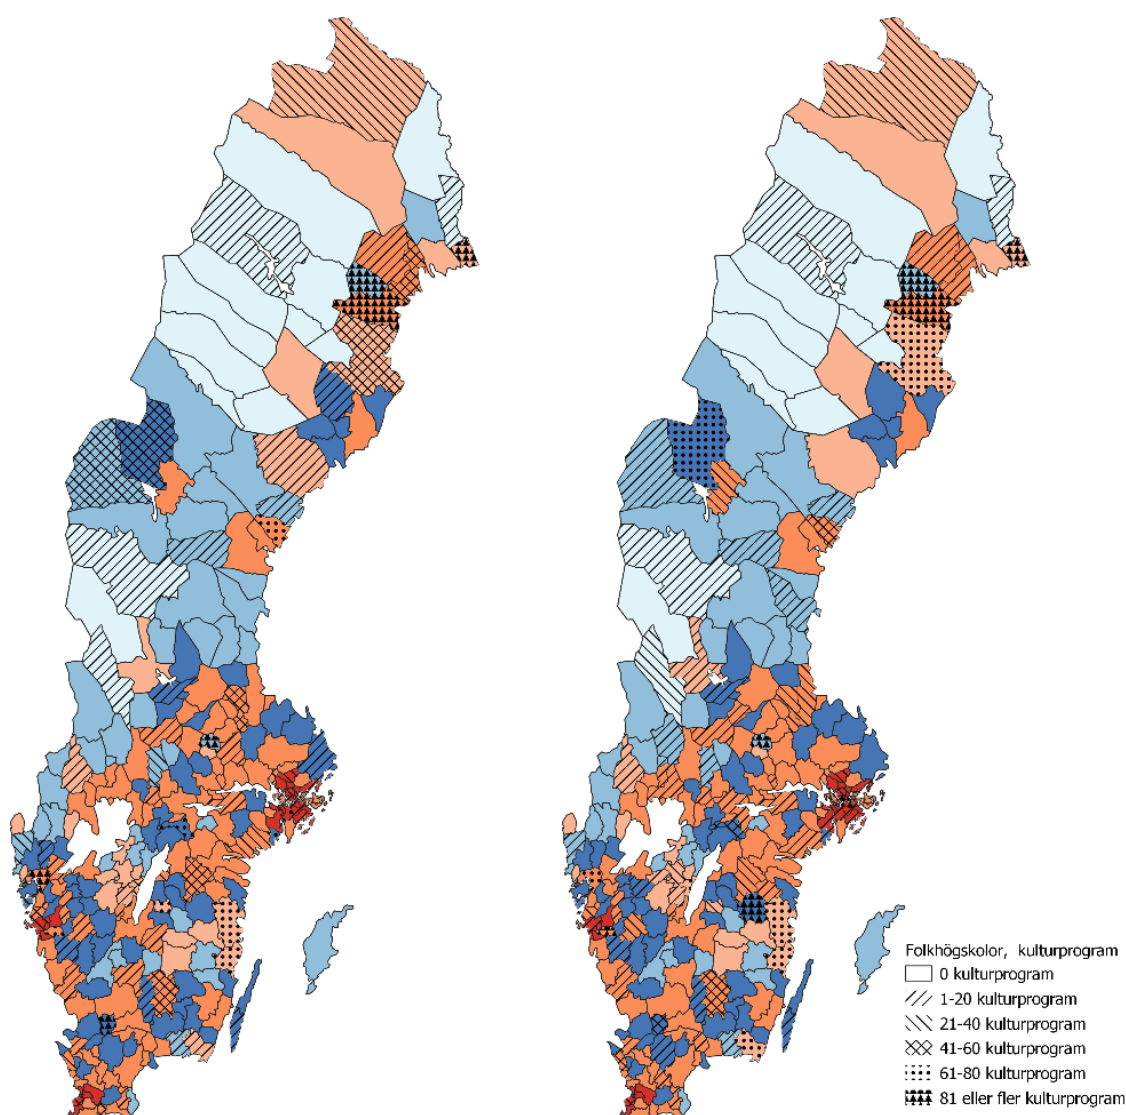 Folkhögskolor, kulturprogram
0 kulturprogram
1-20 kulturprogram
21-40 kulturprogram
41-60 kulturprogram
61-80 kulturprogram
81 eller fler kulturprogram